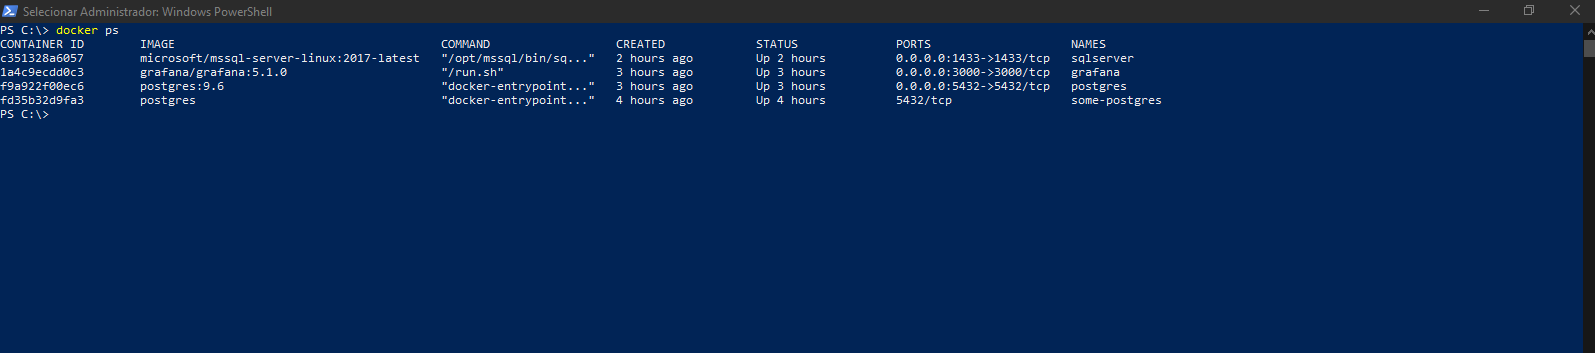 Selecionar Administrador: Windows PowerShell
PS C:\> docker ps
CONTAINER ID IMAGE COMMAND CREATED STATUS PORTS NAMES
c351328a6057 microsoft/mssql-server-linux:2017-latest "/opt/mssql/bin/sq..." 2 hours ago Up 2 hours 0.0.0.0:1433->1433/tcp sqlserver
1a4c9ecdd0c3 grafana/grafana:5.1.0 "/run.sh" 3 hours ago Up 3 hours 0.0.0.0:3000->3000/tcp grafana
f9a922f00ec6 postgres:9.6 "docker-entrypoint..." 3 hours ago Up 3 hours 0.0.0.0:5432->5432/tcp postgres
fd35b32d9fa3 postgres "docker-entrypoint..." 4 hours ago Up 4 hours 5432/tcp some-postgres
PS C:\>